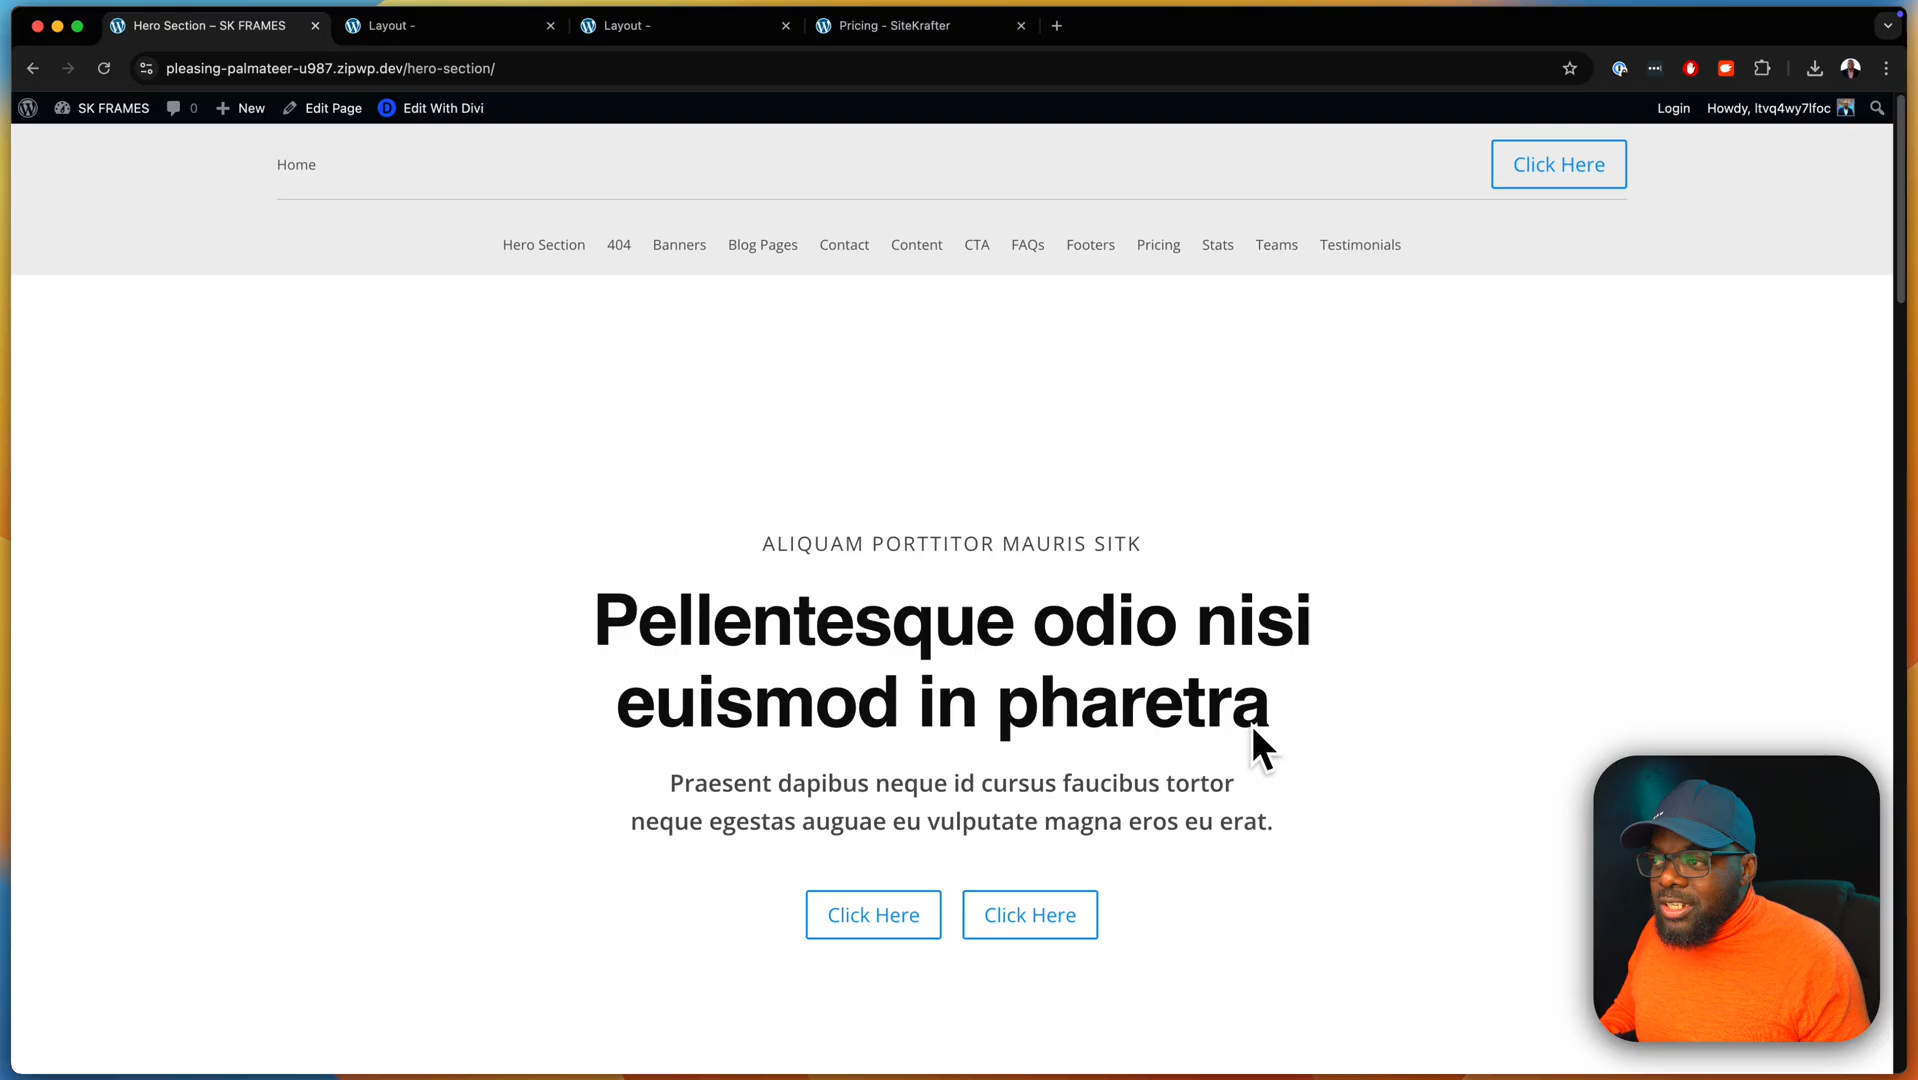 Hero Section – SK FRAMES
Layout -
Layout -
Pricing - SiteKrafter
pleasing-palmateer-u987.zipwp.dev/hero-section/
SK FRAMES
0
New
Edit Page
D
Edit With Divi
Login
Howdy, ltvq4wy7lfoc
Home
Click Here
Hero Section
404
Banners
Blog Pages
Contact
Content
CTA
FAQs
Footers
Pricing
Stats
Teams
Testimonials
ALIQUAM PORTTITOR MAURIS SITK
Pellentesque odio nisi
euismod in pharetra
Praesent dapibus neque id cursus faucibus tortor
neque egestas auguae eu vulputate magna eros eu erat.
Click Here
Click Here